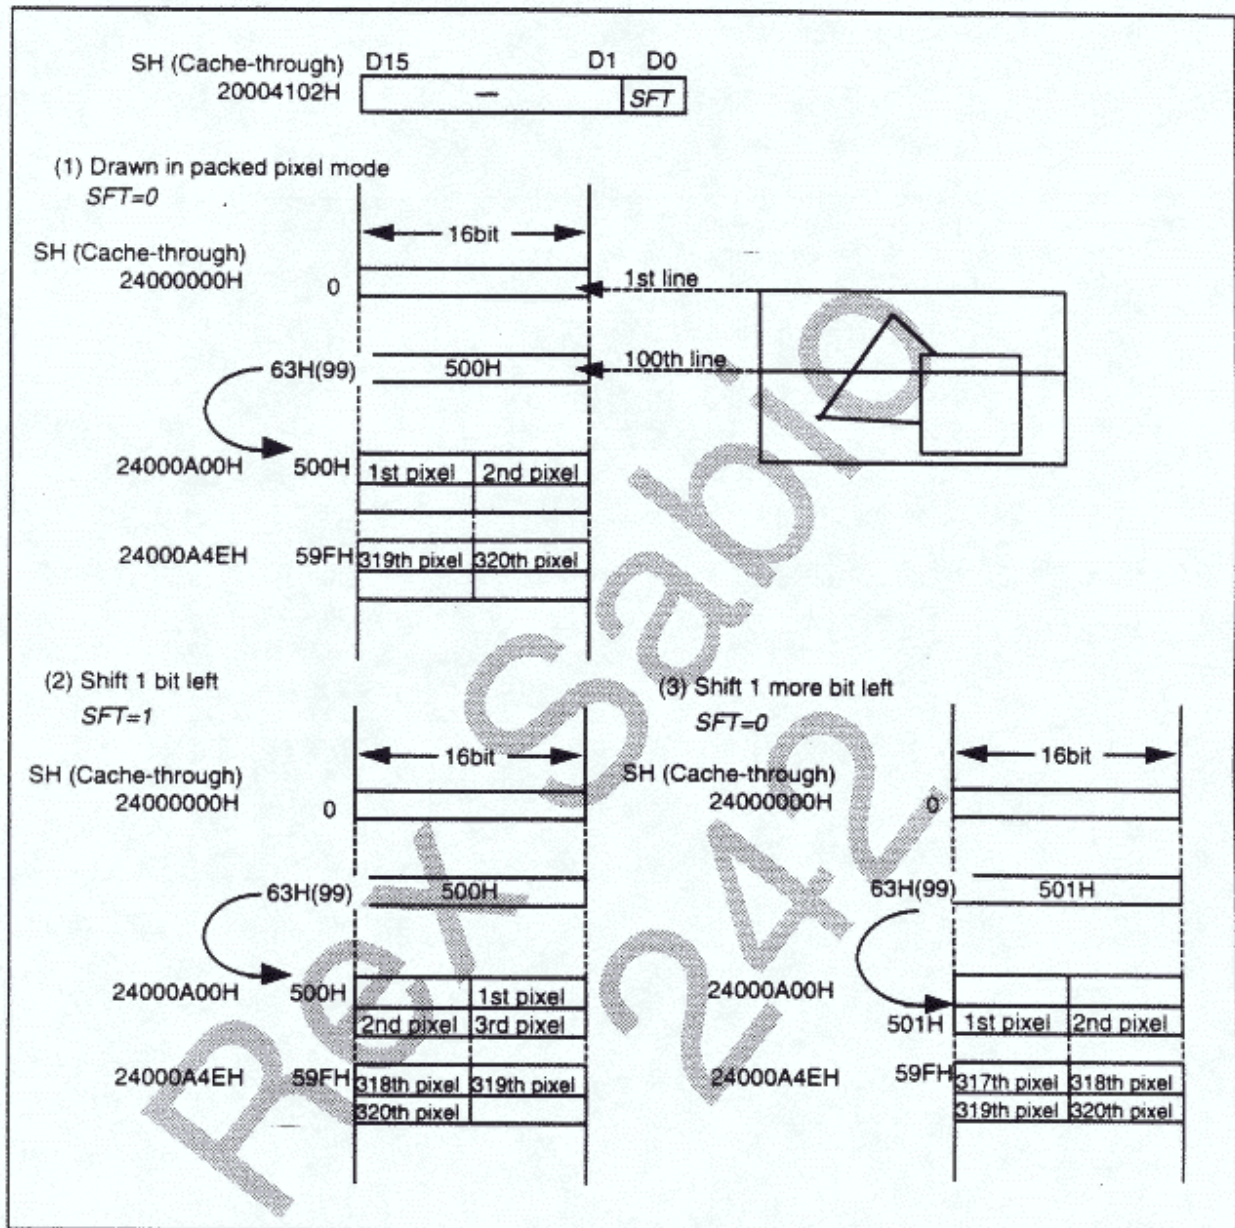 SH (Cache-through) D15 D1 D0
20004102H — SFT
(1) Drawn in packed pixel mode
SFT=0
16bit
SH (Cache-through)
24000000H 0
1st line
63H(99) 500H
100th line
24000A00H 500H 1st pixel 2nd pixel
24000A4EH 59FH 319th pixel 320th pixel
(2) Shift 1 bit left
SFT=1
16bit
SH (Cache-through)
24000000H 0
63H(99) 500H
24000A00H 500H 1st pixel
2nd pixel 3rd pixel
24000A4EH 59FH 318th pixel 319th pixel
320th pixel
(3) Shift 1 more bit left
SFT=0
16bit
SH (Cache-through)
24000000H 0
63H(99) 501H
24000A00H
501H 1st pixel 2nd pixel
24000A4EH 59FH 317th pixel 318th pixel
319th pixel 320th pixel
Rex Sabio
242